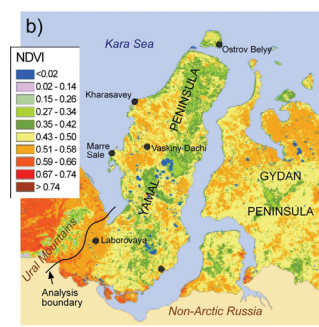 b)
Kara Sea
Ostrov Belyy
NDVI
<0.02
0.02 - 0.14
0.15 - 0.26
0.27 - 0.34
0.35 - 0.42
0.43 - 0.50
0.51 - 0.58
0.59 - 0.66
0.67 - 0.74
> 0.74
Kharasavey
PENINSULA
Marre
Sale
Vaskiny Dachi
YAMAL
GYDAN
PENINSULA
Ural Mountains
Laborovaya
Analysis
boundary
Non-Arctic Russia